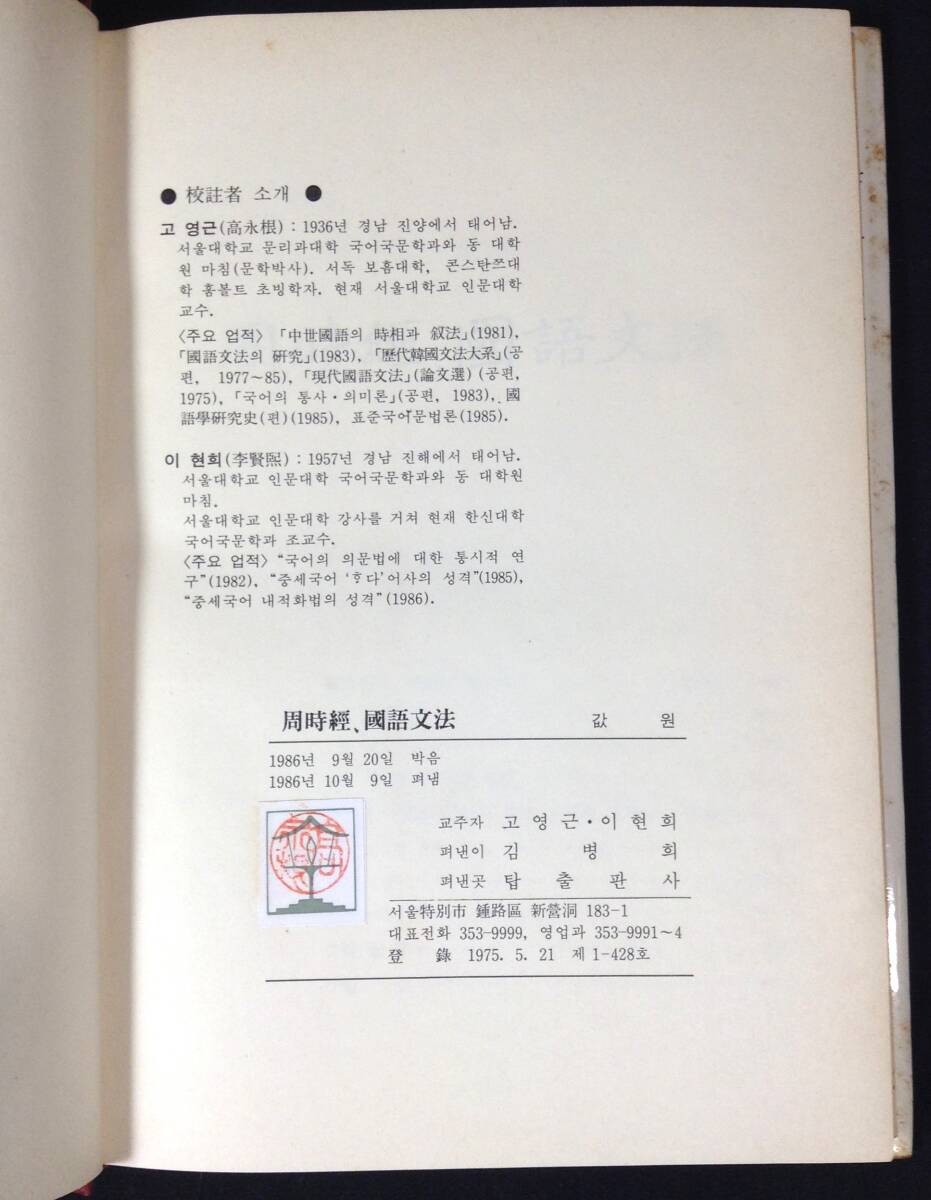 ● 校註者 소개 ●
고 영근(高永根) : 1936년 경남 진양에서 태어남.
서울대학교 문리과대학 국어국문학과와 동 대학
원 마침(문학박사). 서독 보흠대학, 콘스탄쯔대
학 훔볼트 초빙학자. 현재 서울대학교 인문대학
교수.
〈주요 업적〉「中世國語의 時相과 叙法」(1981),
「國語文法의 研究」(1983), 「歷代韓國文法大系」(공
편, 1977~85), 「現代國語文法」(論文選) (공편,
1975), 「국어의 통사·의미론」(공편, 1983), 國
語學硏究史(편)(1985), 표준국어문법론(1985).
이 현희(李賢熙) : 1957년 경남 진해에서 태어남.
서울대학교 인문대학 국어국문학과와 동 대학원
마침.
서울대학교 인문대학 강사를 거쳐 현재 한신대학
국어국문학과 조교수.
〈주요 업적〉“국어의 의문법에 대한 통시적 연
구”(1982), “중세국어 ‘ᄒᆞ다’어사의 성격”(1985),
“중세국어 내적화법의 성격”(1986).
周時經、國語文法 값 원
1986년 9월 20일 박음
1986년 10월 9일 펴냄
교주자 고 영 근·이 현 희
펴낸이 김 병 희
펴낸곳 탑 출 판 사
서울特別市 鍾路區 新營洞 183-1
대표전화 353-9999, 영업과 353-9991~4
登 錄 1975. 5. 21 제 1-428호